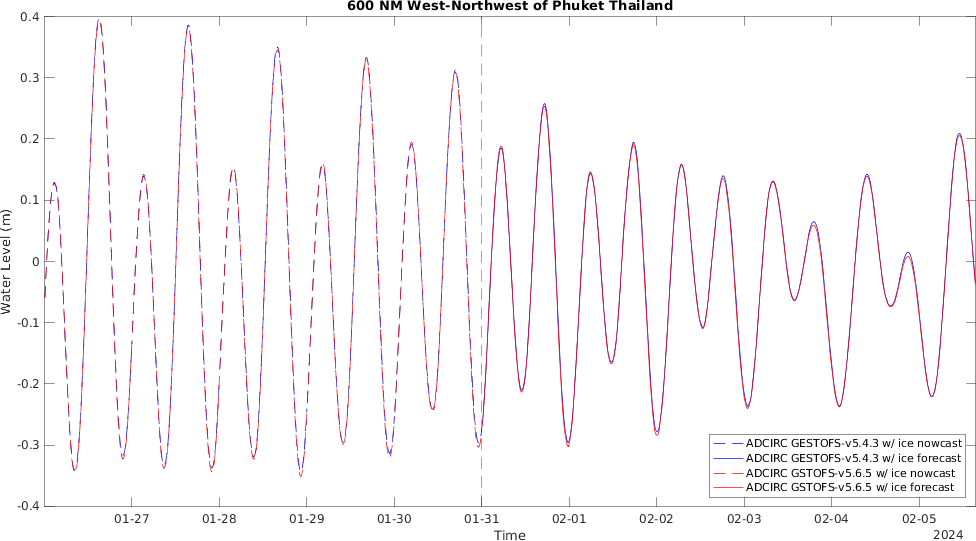 600 NM West-Northwest of Phuket Thailand
0.4
0.3
0.2
0.1
0
-0.1
-0.2
-0.3
-0.4
Water Level (m)
01-27 01-28 01-29 01-30 01-31 02-01 02-02 02-03 02-04 02-05
Time
2024
ADCIRC GESTOFS-v5.4.3 w/ ice nowcast
ADCIRC GESTOFS-v5.4.3 w/ ice forecast
ADCIRC GSTOFS-v5.6.5 w/ ice nowcast
ADCIRC GSTOFS-v5.6.5 w/ ice forecast